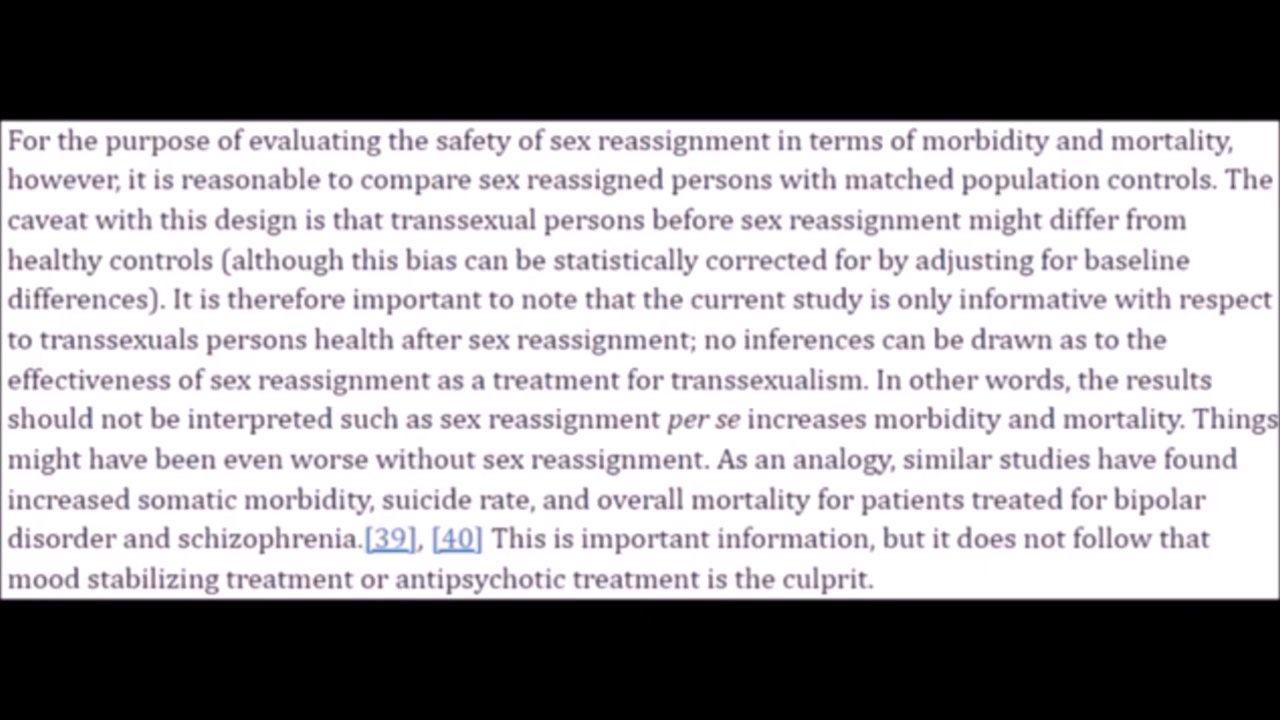 For the purpose of evaluating the safety of sex reassignment in terms of morbidity and mortality,
however, it is reasonable to compare sex reassigned persons with matched population controls. The
caveat with this design is that transsexual persons before sex reassignment might differ from
healthy controls (although this bias can be statistically corrected for by adjusting for baseline
differences). It is therefore important to note that the current study is only informative with respect
to transsexuals persons health after sex reassignment; no inferences can be drawn as to the
effectiveness of sex reassignment as a treatment for transsexualism. In other words, the results
should not be interpreted such as sex reassignment per se increases morbidity and mortality. Things
might have been even worse without sex reassignment. As an analogy, similar studies have found
increased somatic morbidity, suicide rate, and overall mortality for patients treated for bipolar
disorder and schizophrenia.[39], [40] This is important information, but it does not follow that
mood stabilizing treatment or antipsychotic treatment is the culprit.